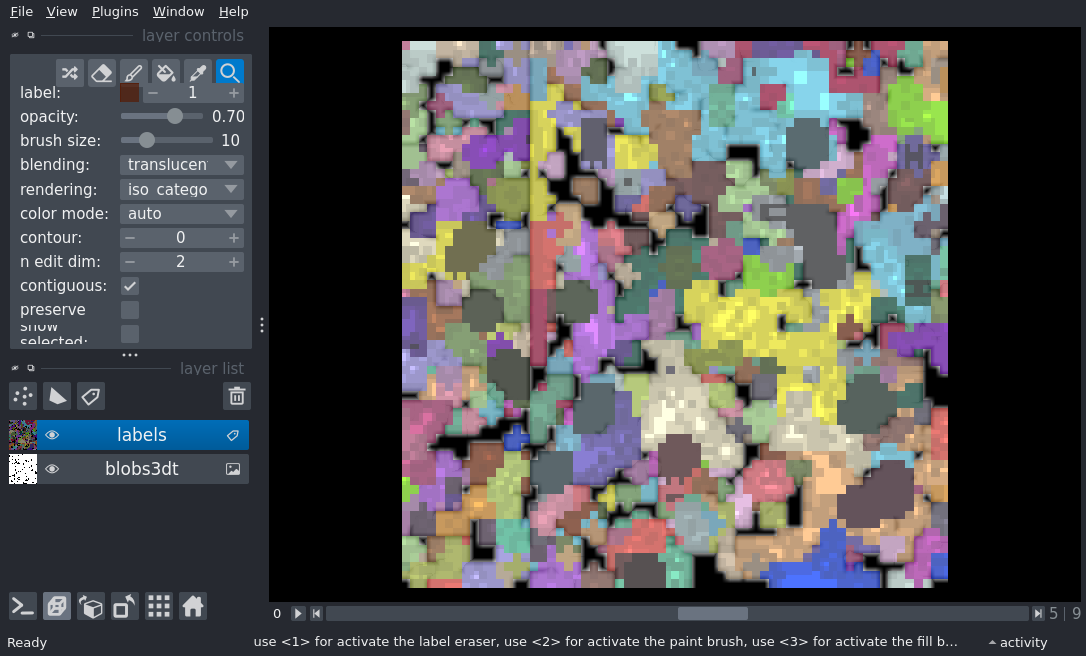 File View Plugins Window Help
layer controls
label: 1
opacity: 0.70
brush size: 10
blending: translucen
rendering: iso_catego
color mode: auto
contour: 0
n edit dim: 2
contiguous:
preserve
show
selected:
layer list
labels
blobs3dt
0 5 | 9
Ready use <1> for activate the label eraser, use <2> for activate the paint brush, use <3> for activate the fill b... activity